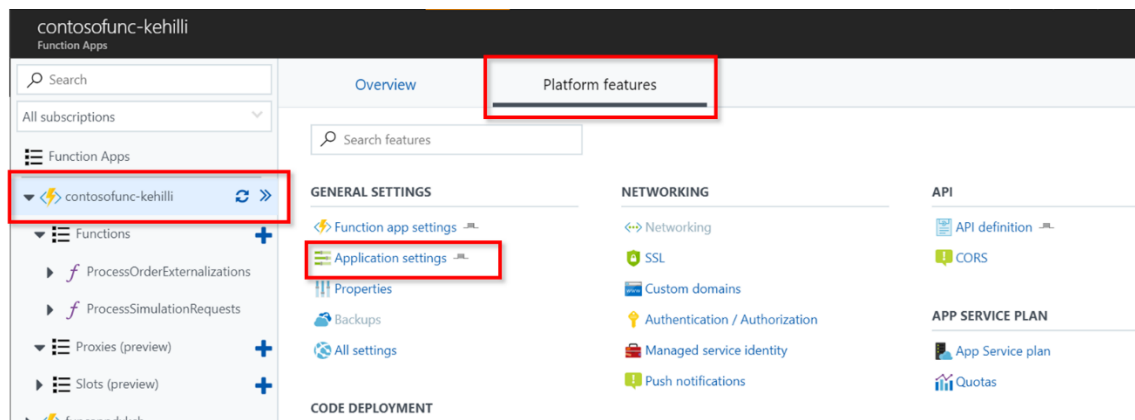 contosofunc-kehilli
Function Apps
Search
All subscriptions
Function Apps
contosofunc-kehilli
Functions
ProcessOrderExternalizations
ProcessSimulationRequests
Proxies (preview)
Slots (preview)
Overview
Platform features
Search features
GENERAL SETTINGS
Function app settings
Application settings
Properties
Backups
All settings
CODE DEPLOYMENT
NETWORKING
Networking
SSL
Custom domains
Authentication / Authorization
Managed service identity
Push notifications
API
API definition
CORS
APP SERVICE PLAN
App Service plan
Quotas